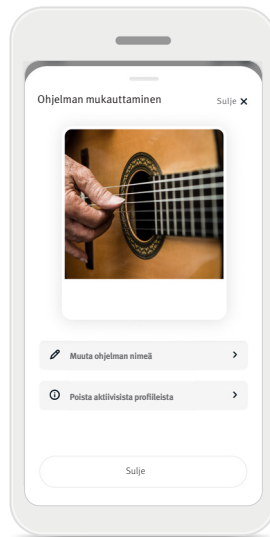 Ohjelman mukauttaminen
Sulje
Muuta ohjelman nimeä
Poista aktiivisista profiileista
Sulje